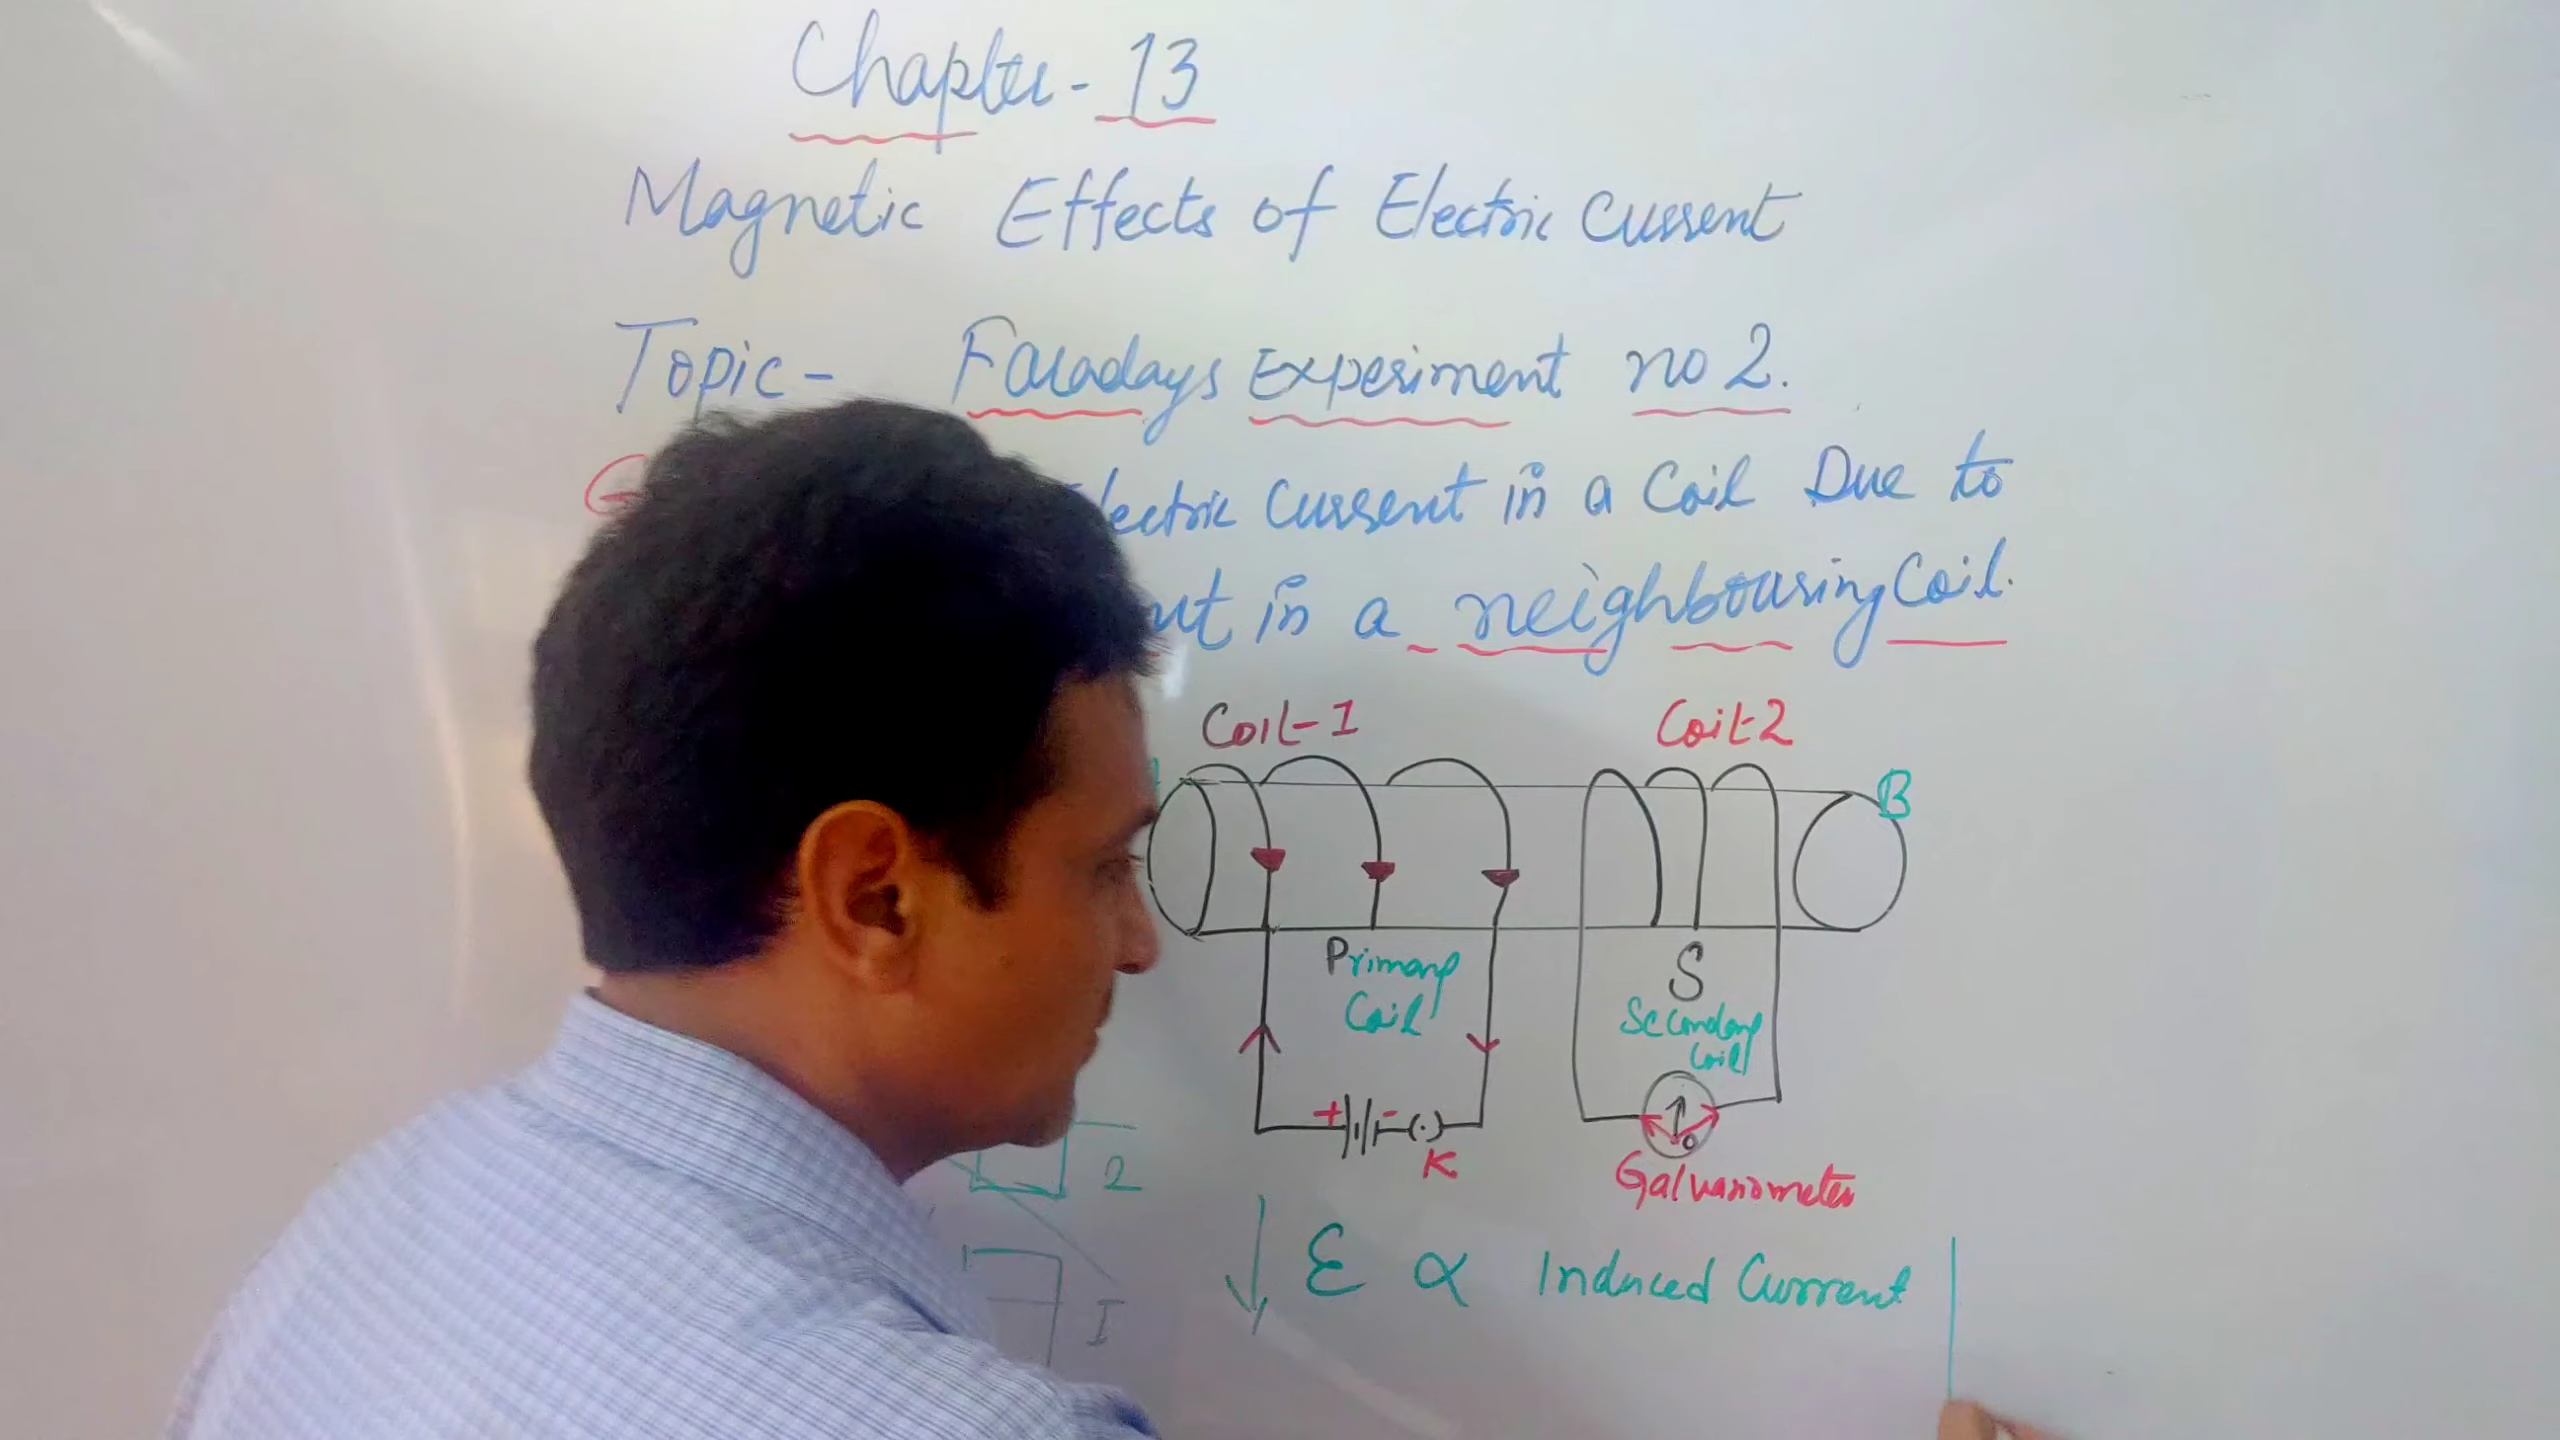 Chapter - 13
Magnetic Effects of Electric Current
Topic - Faradays Experiment no 2.
lectric Current in a Coil Due to
in a neighbouring Coil.
Coil-1 Coil-2
B
Primary Coil
S
Secondary Coil
+ -
K
o
Galvanometer
2
ε ∝ Induced Current
I